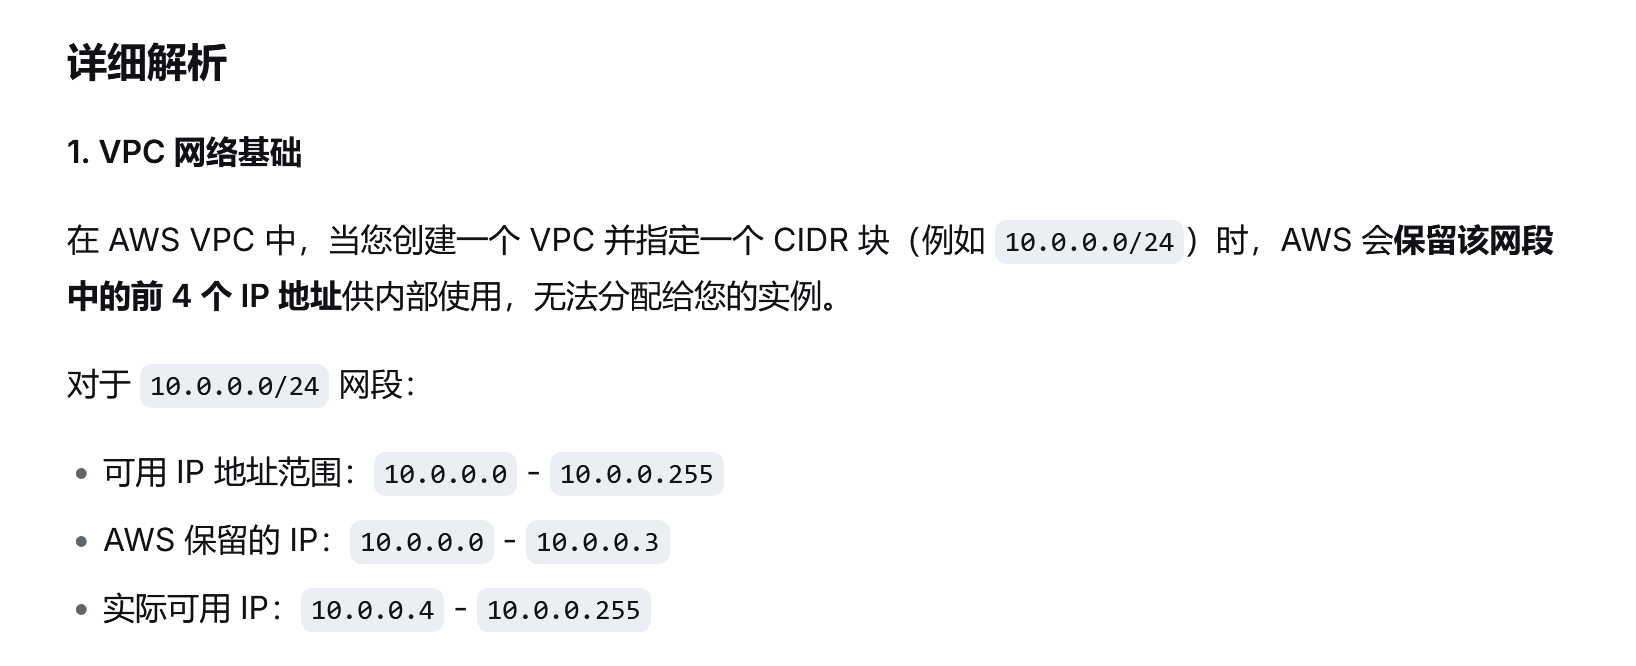 详细解析
1. VPC 网络基础
在 AWS VPC 中，当您创建一个 VPC 并指定一个 CIDR 块（例如 10.0.0.0/24）时，AWS 会保留该网段
中的前 4 个 IP 地址供内部使用，无法分配给您的实例。
对于 10.0.0.0/24 网段：
• 可用 IP 地址范围：10.0.0.0 - 10.0.0.255
• AWS 保留的 IP：10.0.0.0 - 10.0.0.3
• 实际可用 IP：10.0.0.4 - 10.0.0.255